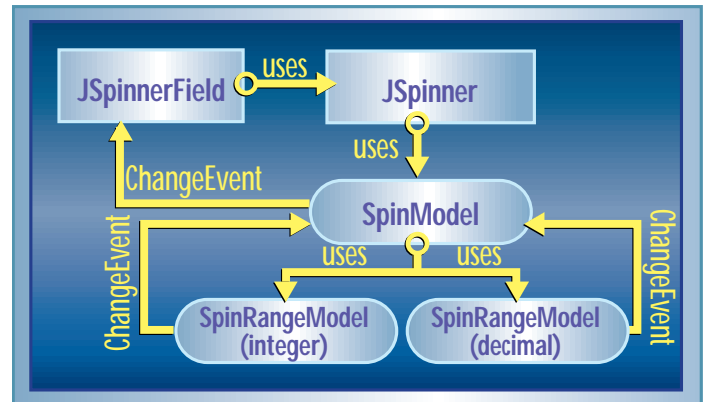 JSpinnerField
uses
JSpinner
uses
ChangeEvent
SpinModel
ChangeEvent
uses
uses
ChangeEvent
SpinRangeModel
(integer)
SpinRangeModel
(decimal)